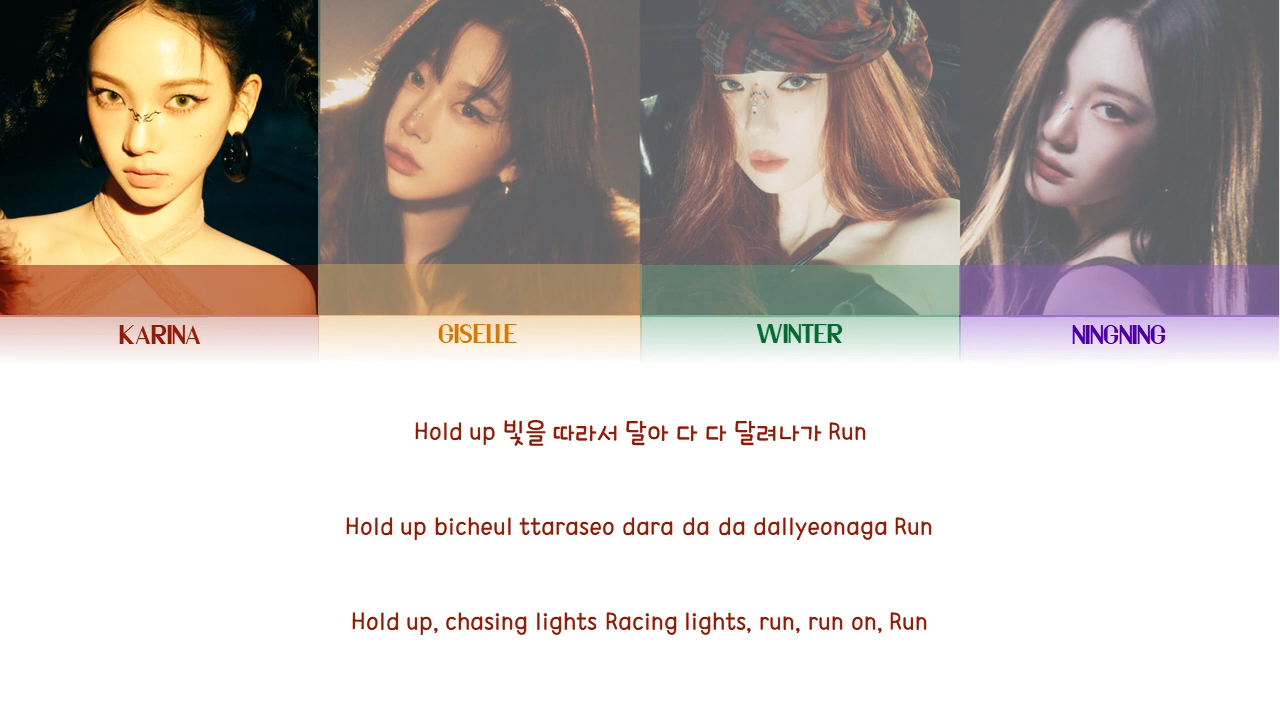 KARINA GISELLE WINTER NINGNING
Hold up 빛을 따라서 달아 다 다 달려나가 Run
Hold up bicheul ttaraseo dara da da dallyeonaga Run
Hold up, chasing lights Racing lights, run, run on, Run